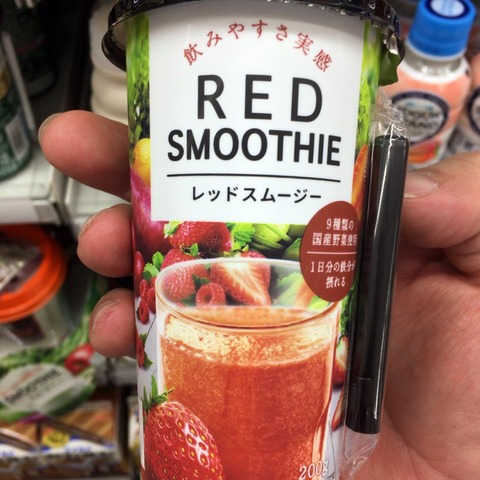 飲みやすさ実感
RED
SMOOTHIE
レッドスムージー
9種類の
国産野菜使用
1日分の鉄分が
摂れる
200g
SMOOTHIE